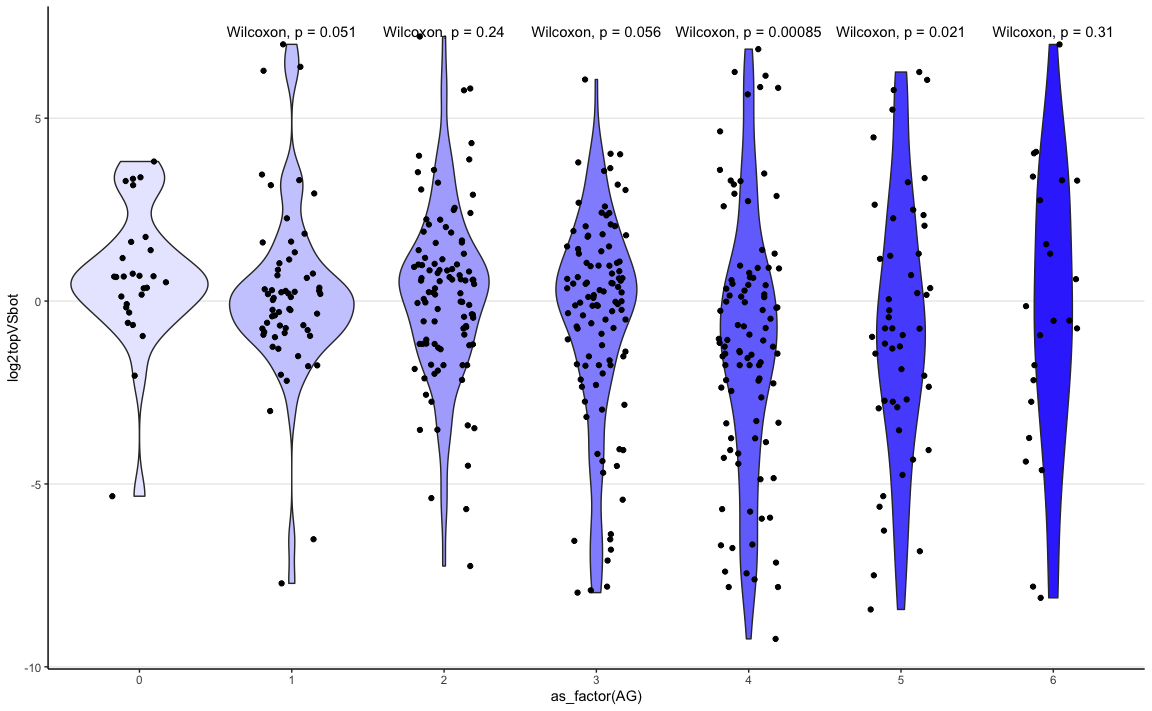 Wilcoxon, p = 0.051 Wilcoxon, p = 0.24 Wilcoxon, p = 0.056 Wilcoxon, p = 0.00085 Wilcoxon, p = 0.021 Wilcoxon, p = 0.31
5
0
-5
-10
log2topVSbot
0 1 2 3 4 5 6
as_factor(AG)